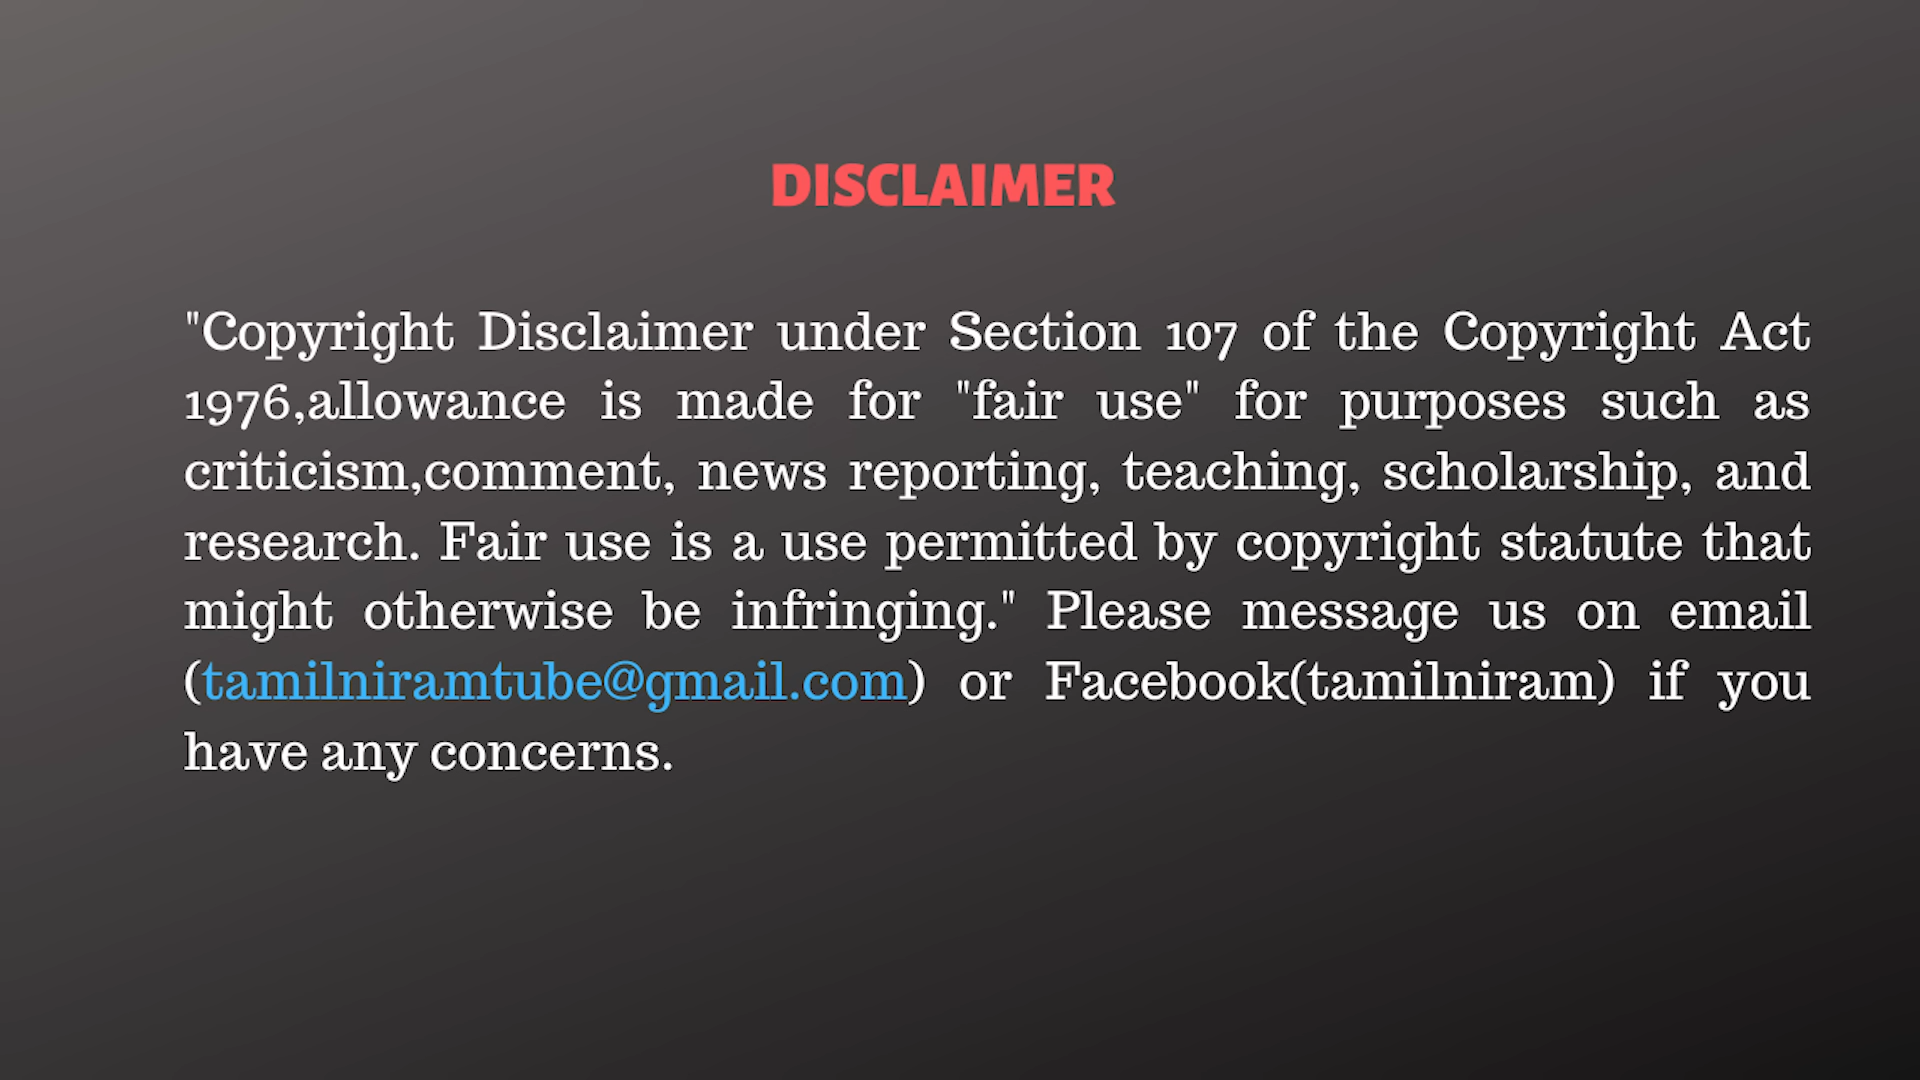 DISCLAIMER
"Copyright Disclaimer under Section 107 of the Copyright Act
1976,allowance is made for "fair use" for purposes such as
criticism,comment, news reporting, teaching, scholarship, and
research. Fair use is a use permitted by copyright statute that
might otherwise be infringing." Please message us on email
(tamilniramtube@gmail.com) or Facebook(tamilniram) if you
have any concerns.